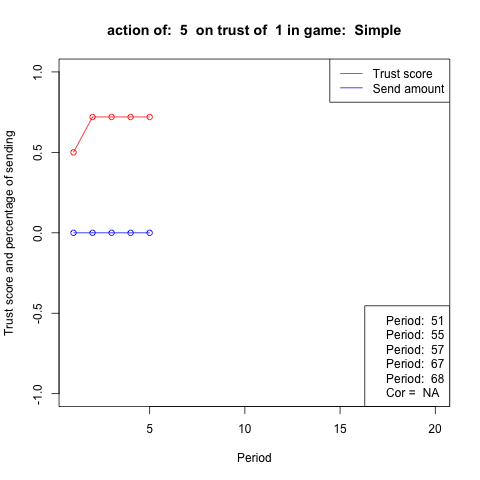 action of:  5  on trust of  1 in game:  Simple
Trust score
Send amount
Trust score and percentage of sending
1.0
0.5
0.0
-0.5
-1.0
Period:  51
Period:  55
Period:  57
Period:  67
Period:  68
Cor =  NA
5 10 15 20
Period